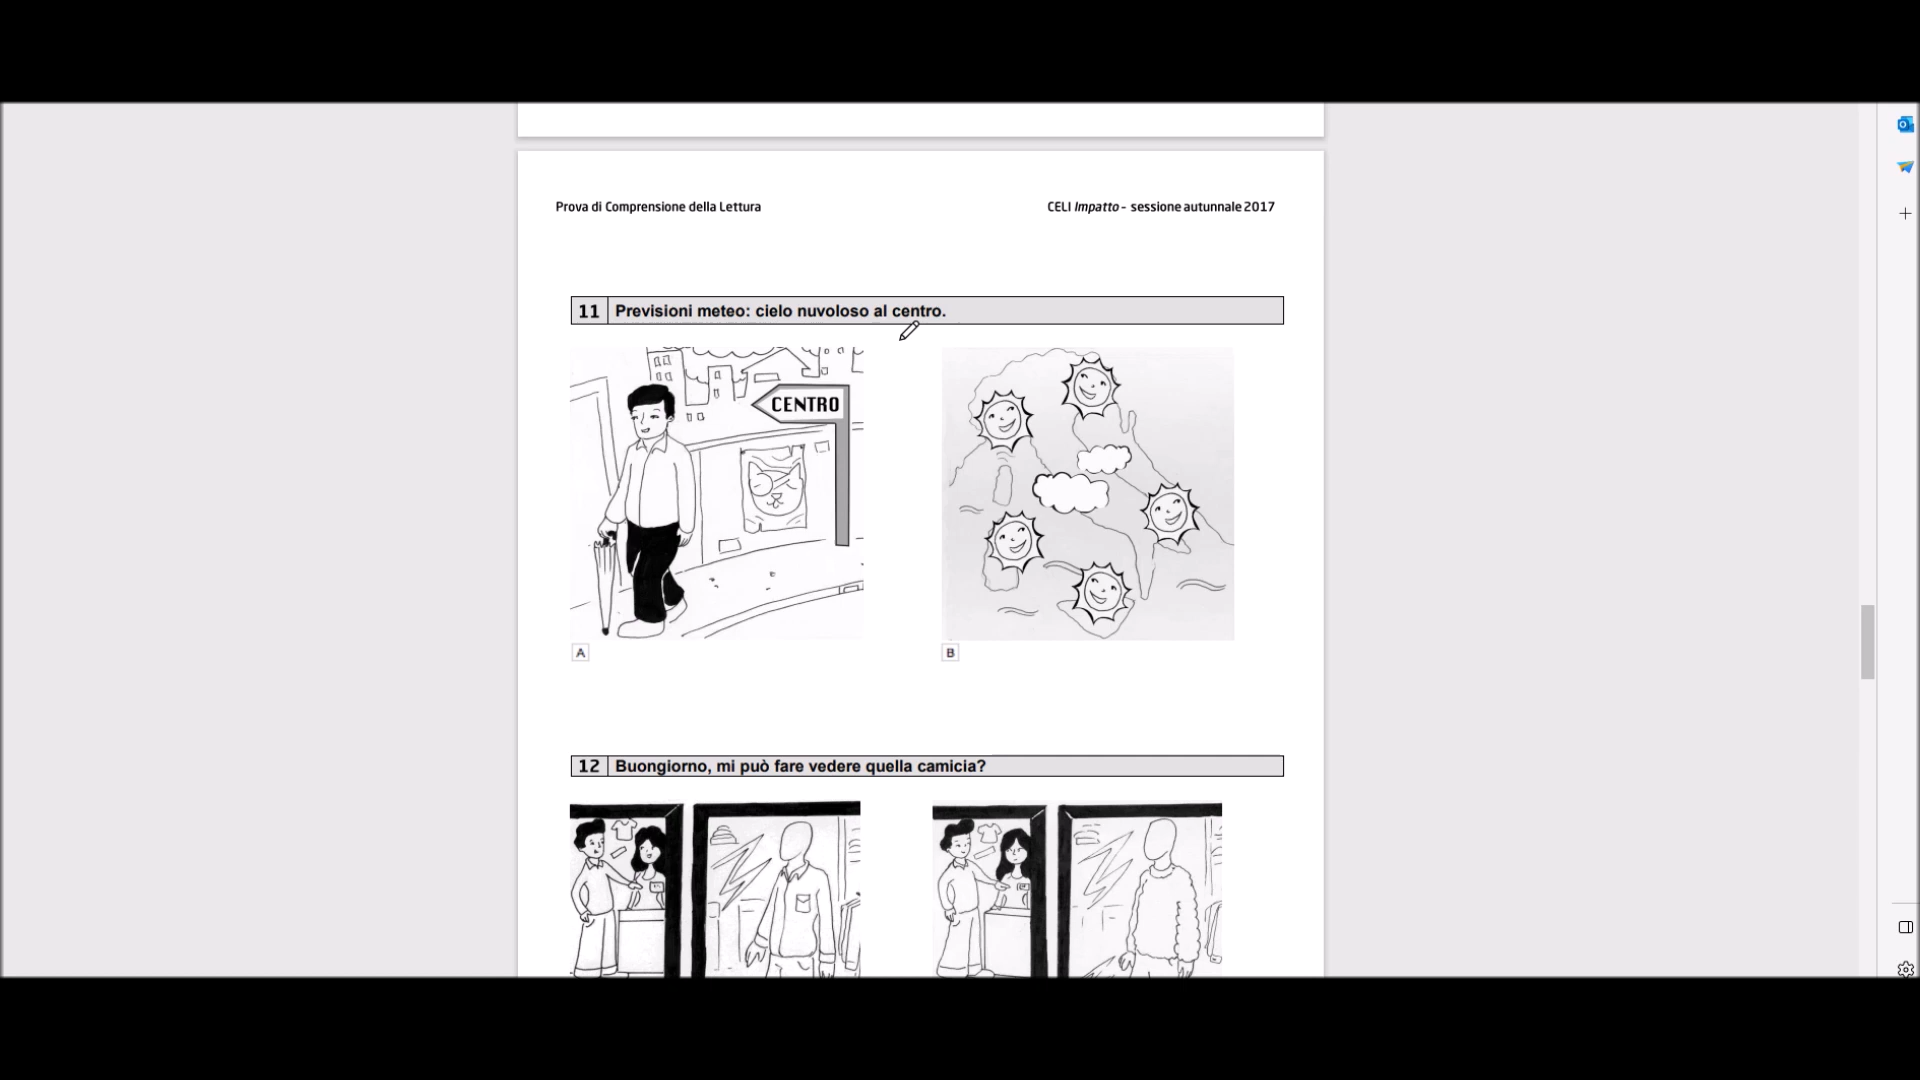 Prova di Comprensione della Lettura
CELI Impatto - sessione autunnale 2017
11 Previsioni meteo: cielo nuvoloso al centro.
CENTRO
A
B
12 Buongiorno, mi può fare vedere quella camicia?